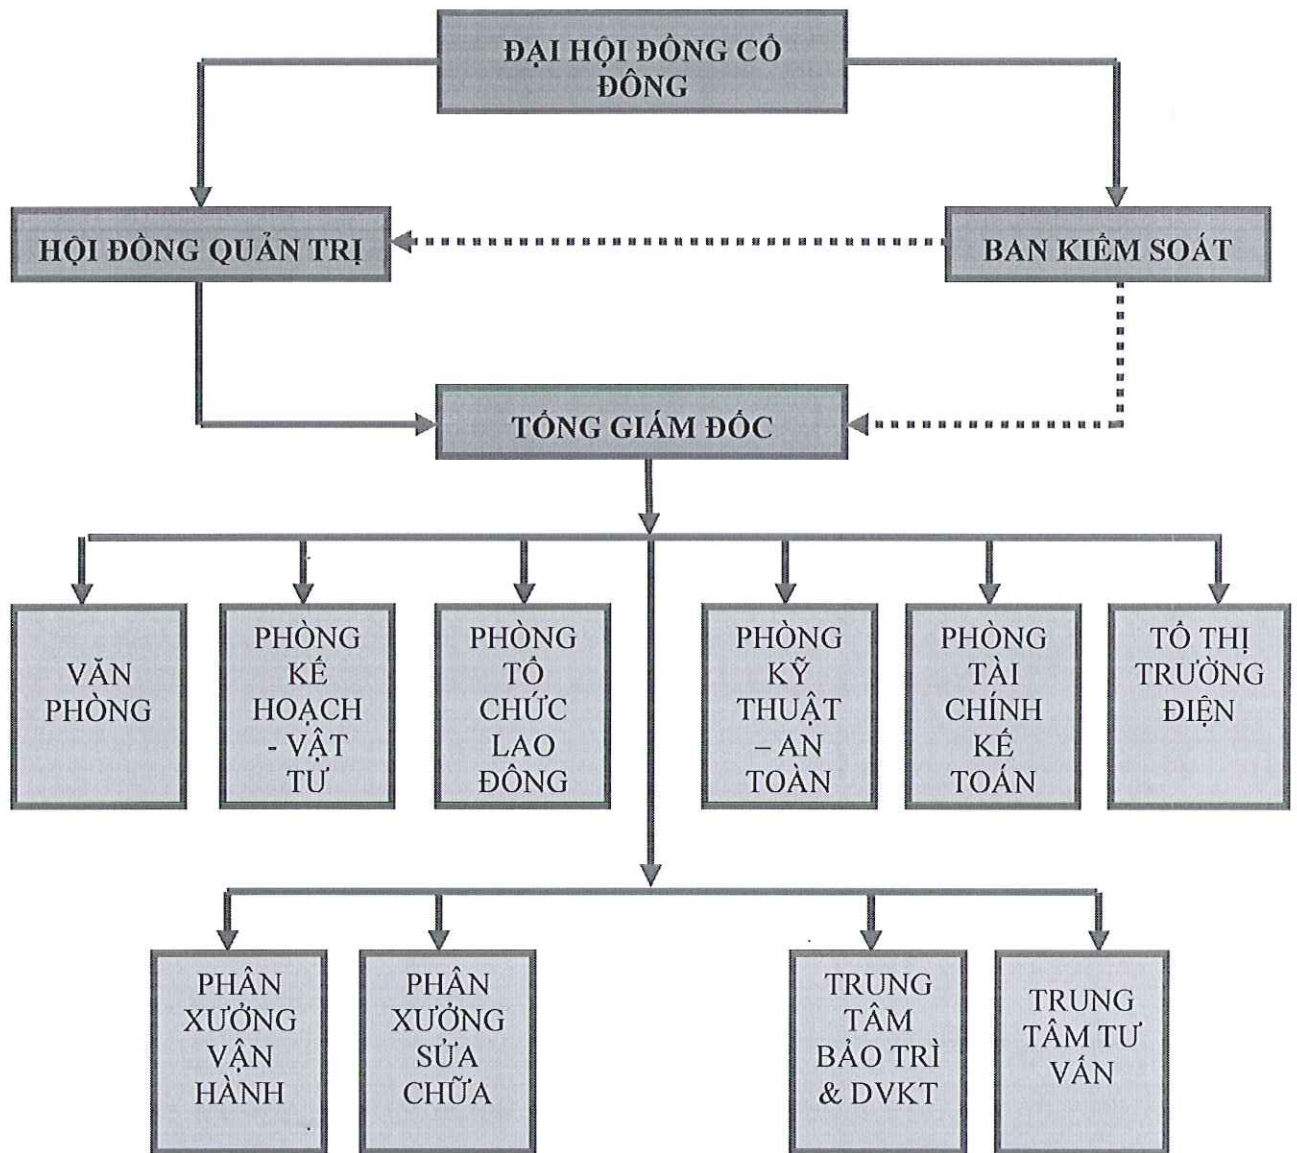 ĐẠI HỘI ĐỒNG CỔ
ĐÔNG
HỘI ĐỒNG QUẢN TRỊ
BAN KIỂM SOÁT
TỔNG GIÁM ĐỐC
VĂN
PHÒNG
PHÒNG
KẾ
HOẠCH
- VẬT
TƯ
PHÒNG
TỔ
CHỨC
LAO
ĐÔNG
PHÒNG
KỸ
THUẬT
– AN
TOÀN
PHÒNG
TÀI
CHÍNH
KẾ
TOÁN
TỔ THỊ
TRƯỜNG
ĐIỆN
PHÂN
XƯỞNG
VẬN
HÀNH
PHÂN
XƯỞNG
SỬA
CHỮA
TRUNG
TÂM
BẢO TRÌ
& DVKT
TRUNG
TÂM TƯ
VẤN